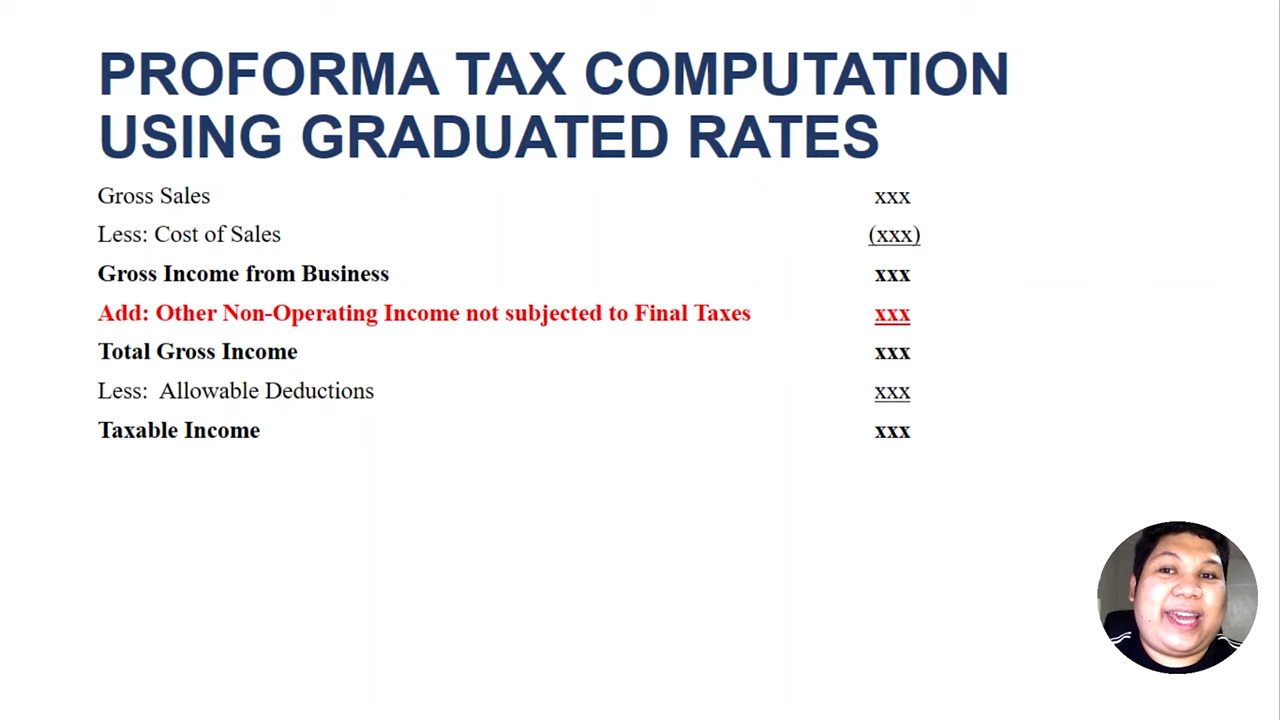 PROFORMA TAX COMPUTATION
USING GRADUATED RATES
Gross Sales xxx
Less: Cost of Sales (xxx)
Gross Income from Business xxx
Add: Other Non-Operating Income not subjected to Final Taxes xxx
Total Gross Income xxx
Less:  Allowable Deductions xxx
Taxable Income xxx